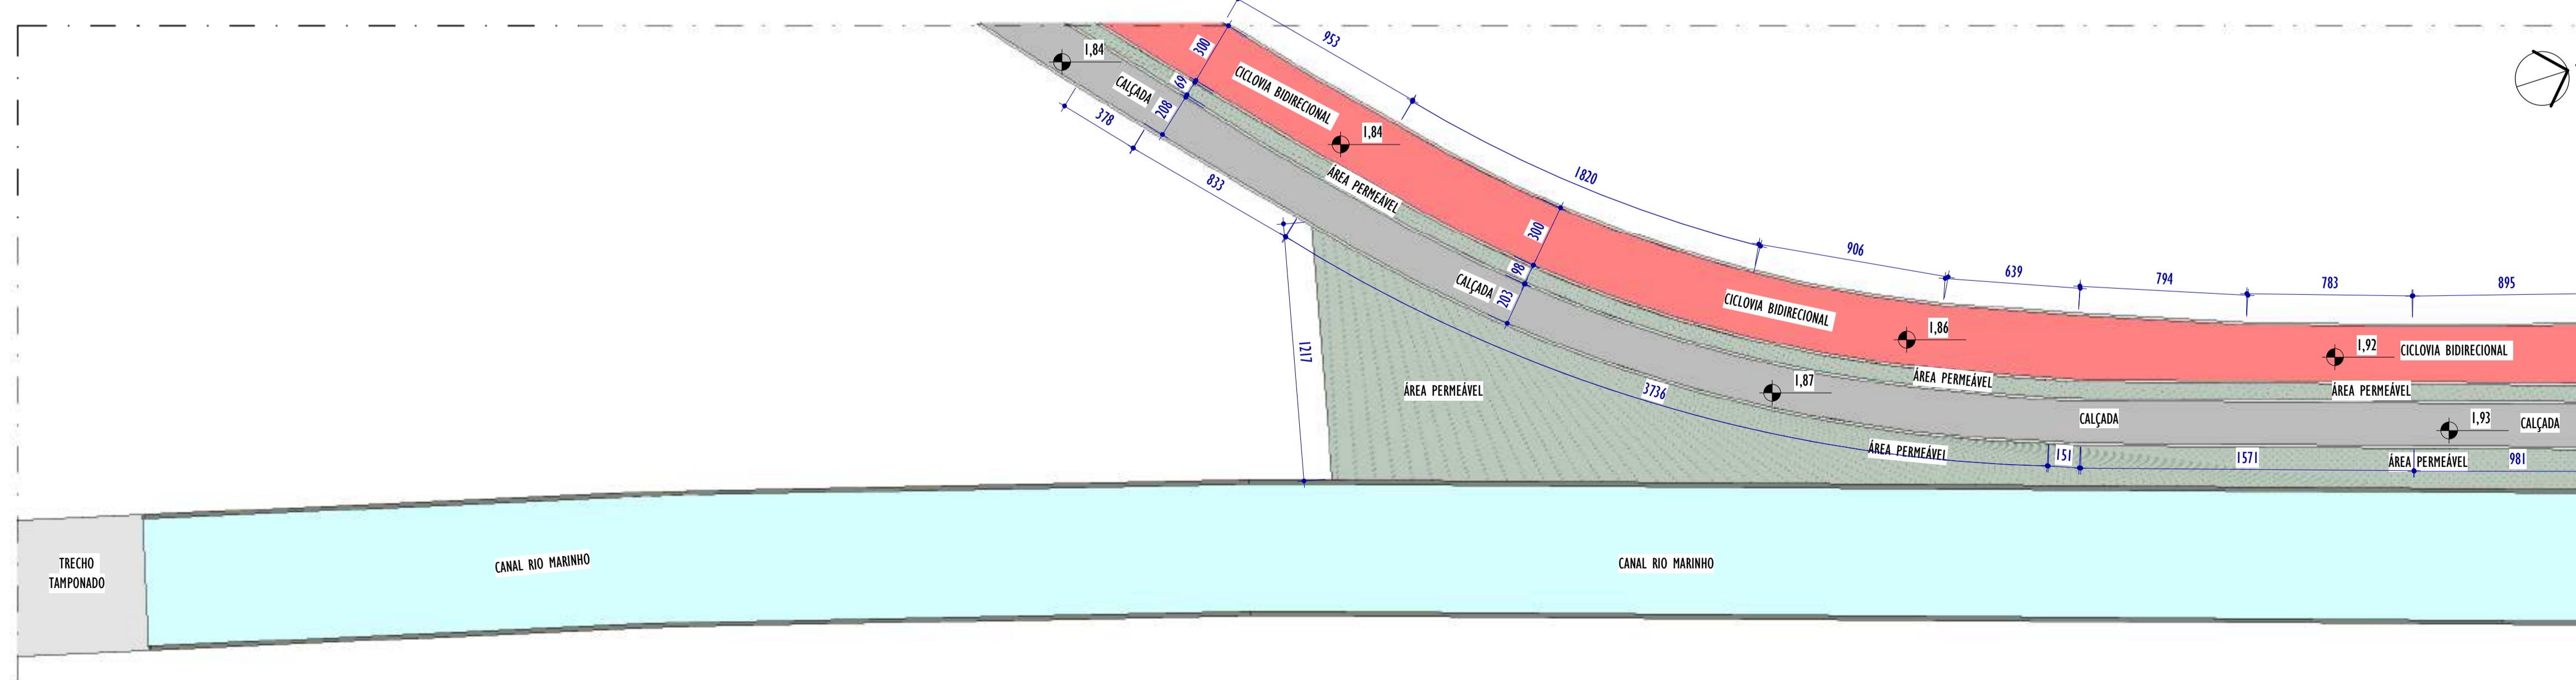 953
1,84
300
CALÇADA
69
208
CICLOVIA BIDIRECIONAL
378
1,84
833
ÁREA PERMEÁVEL
1820
300
906
98
CALÇADA
203
CICLOVIA BIDIRECIONAL
639
794
783
895
1,86
1,92
CICLOVIA BIDIRECIONAL
1217
ÁREA PERMEÁVEL
3736
1,87
ÁREA PERMEÁVEL
ÁREA PERMEÁVEL
CALÇADA
1,93
CALÇADA
ÁREA PERMEÁVEL
151
1571
ÁREA PERMEÁVEL
981
TRECHO
TAMPONADO
CANAL RIO MARINHO
CANAL RIO MARINHO